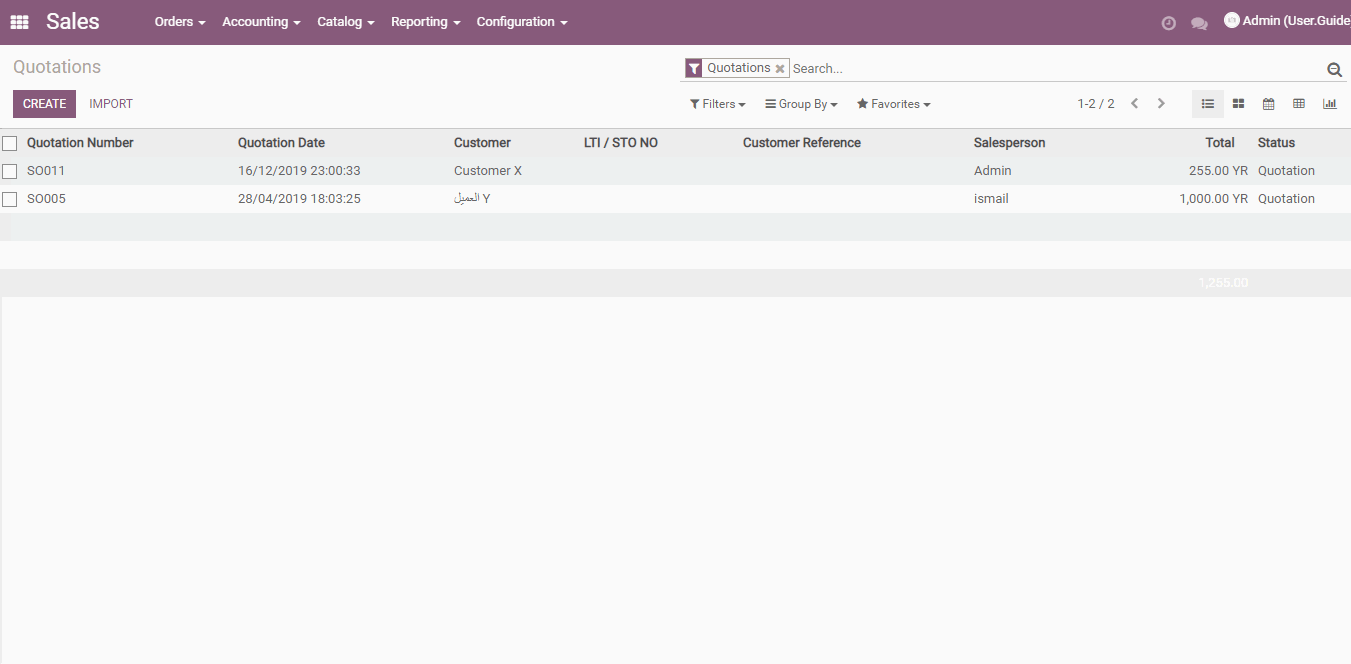 Sales Orders Accounting Catalog Reporting Configuration Admin (User.Guide
Quotations Quotations Search...
CREATE IMPORT Filters Group By Favorites 1-2 / 2
Quotation Number Quotation Date Customer LTI / STO NO Customer Reference Salesperson Total Status
SO011 16/12/2019 23:00:33 Customer X Admin 255.00 YR Quotation
SO005 28/04/2019 18:03:25 العميل Y ismail 1,000.00 YR Quotation
1,255.00